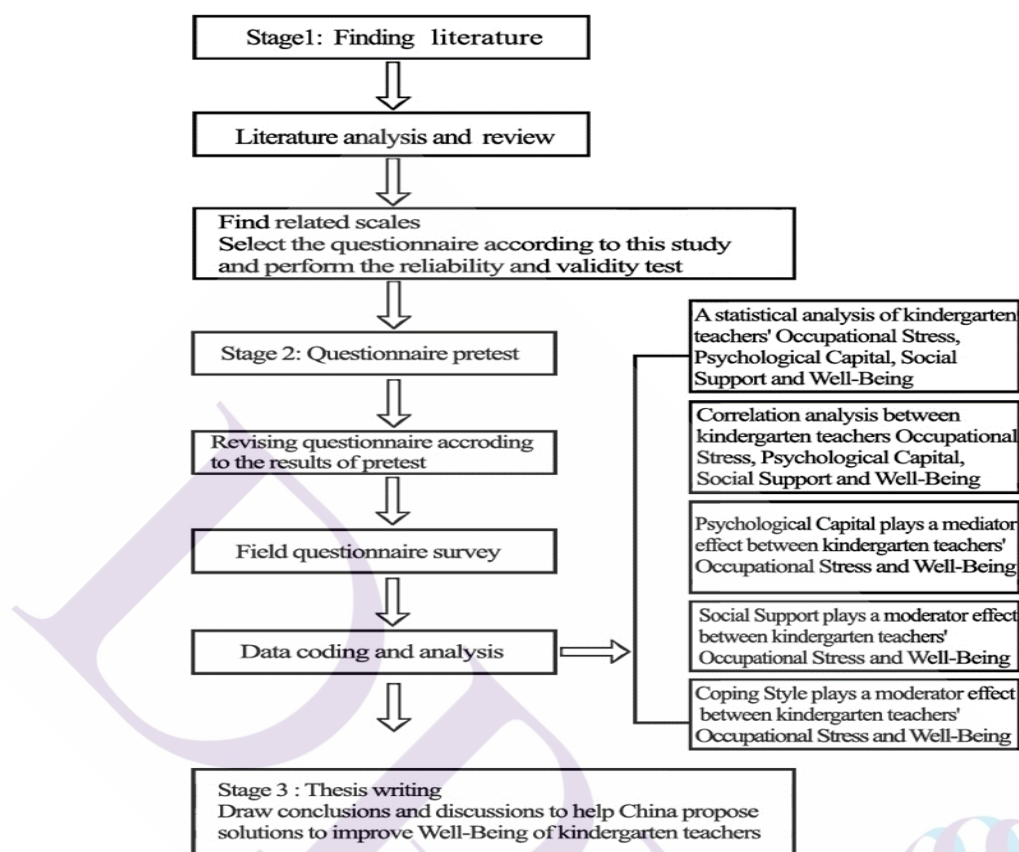 Stage1: Finding literature
Literature analysis and review
Find related scales
Select the questionnaire according to this study
and perform the reliability and validity test
Stage 2: Questionnaire pretest
Revising questionnaire accroding
to the results of pretest
Field questionnaire survey
Data coding and analysis
A statistical analysis of kindergarten
teachers' Occupational Stress,
Psychological Capital, Social
Support and Well-Being
Correlation analysis between
kindergarten teachers Occupational
Stress, Psychological Capital,
Social Support and Well-Being
Psychological Capital plays a mediator
effect between kindergarten teachers'
Occupational Stress and Well-Being
Social Support plays a moderator effect
between kindergarten teachers'
Occupational Stress and Well-Being
Coping Style plays a moderator effect
between kindergarten teachers'
Occupational Stress and Well-Being
Stage 3 : Thesis writing
Draw conclusions and discussions to help China propose
solutions to improve Well-Being of kindergarten teachers